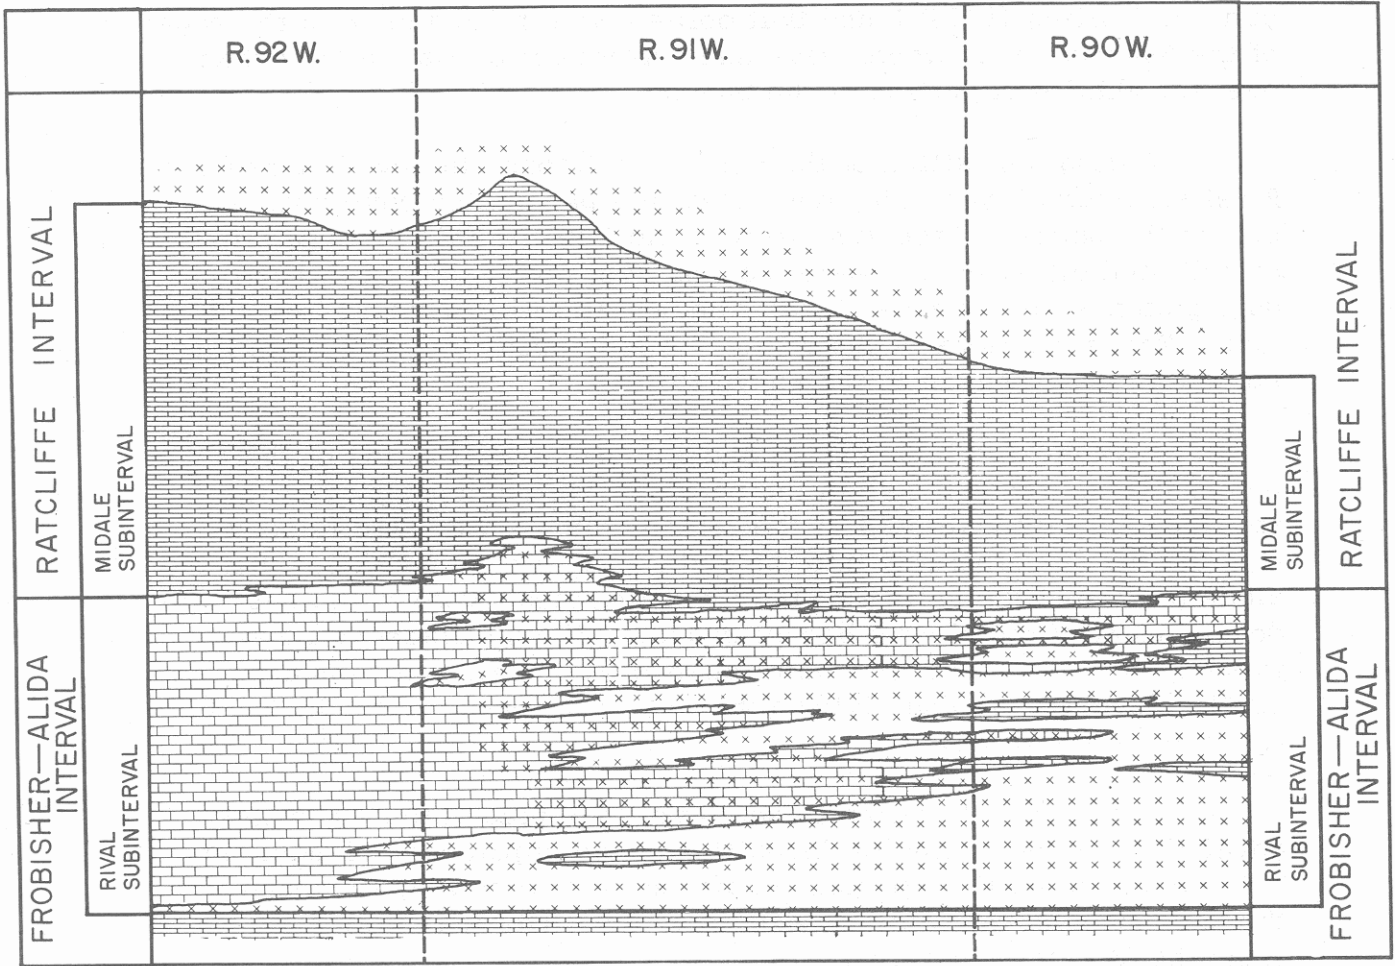 R. 92 W.
R. 91 W.
R. 90 W.
RATCLIFFE INTERVAL
MIDALE
SUBINTERVAL
FROBISHER—ALIDA
INTERVAL
RIVAL
SUBINTERVAL
MIDALE
SUBINTERVAL
RATCLIFFE INTERVAL
RIVAL
SUBINTERVAL
FROBISHER—ALIDA
INTERVAL